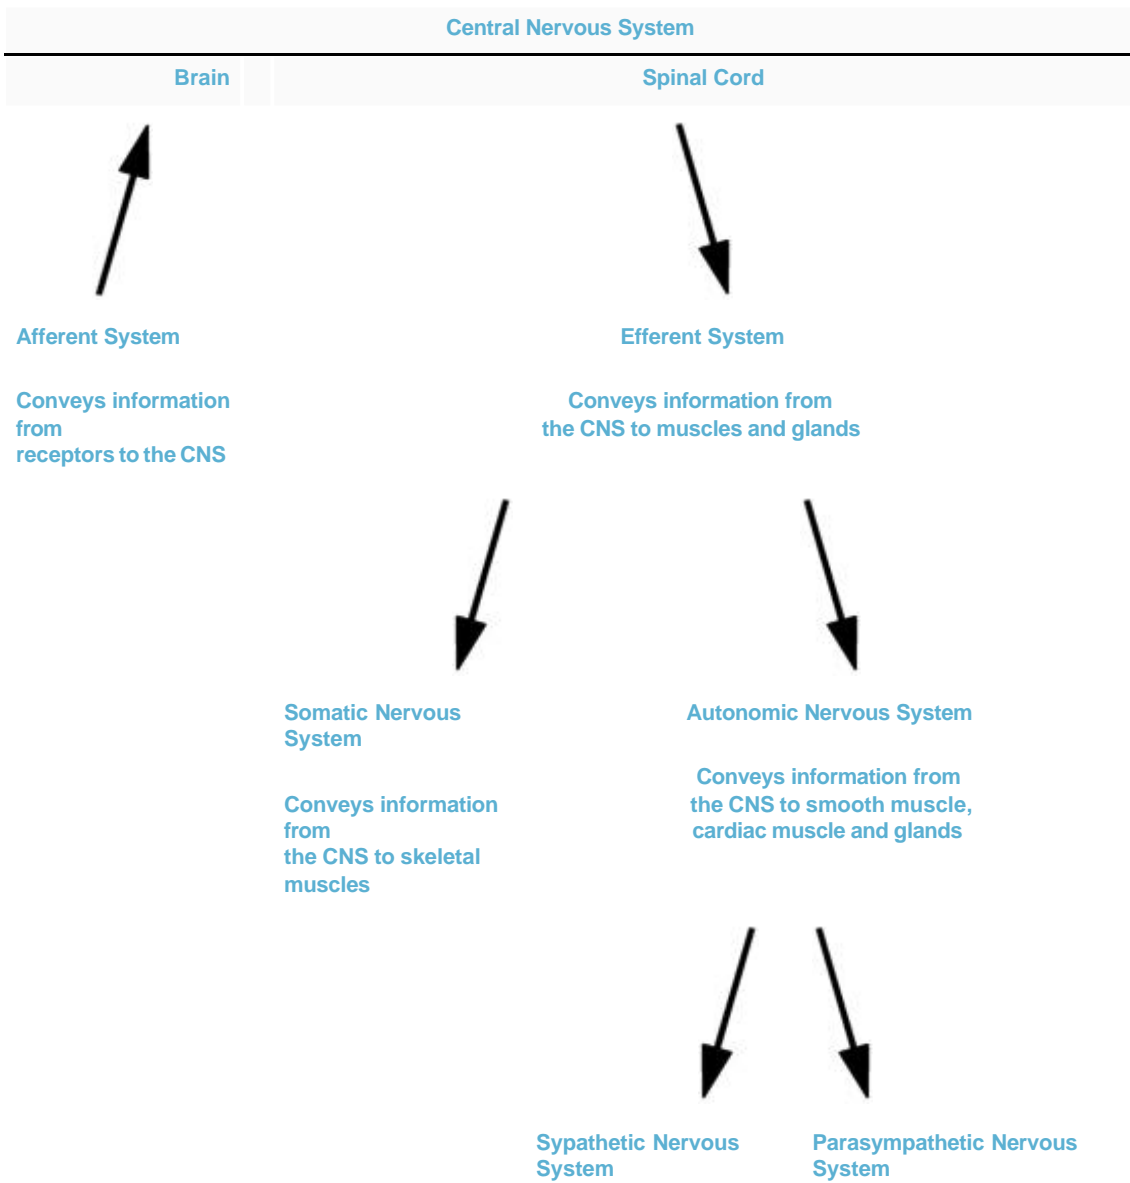 Central Nervous System
Brain
Spinal Cord
Afferent System
Efferent System
Conveys information
from
receptors to the CNS
Conveys information from
the CNS to muscles and glands
Somatic Nervous
System
Autonomic Nervous System
Conveys information
from
the CNS to skeletal
muscles
Conveys information from
the CNS to smooth muscle,
cardiac muscle and glands
Sypathetic Nervous
System
Parasympathetic Nervous
System